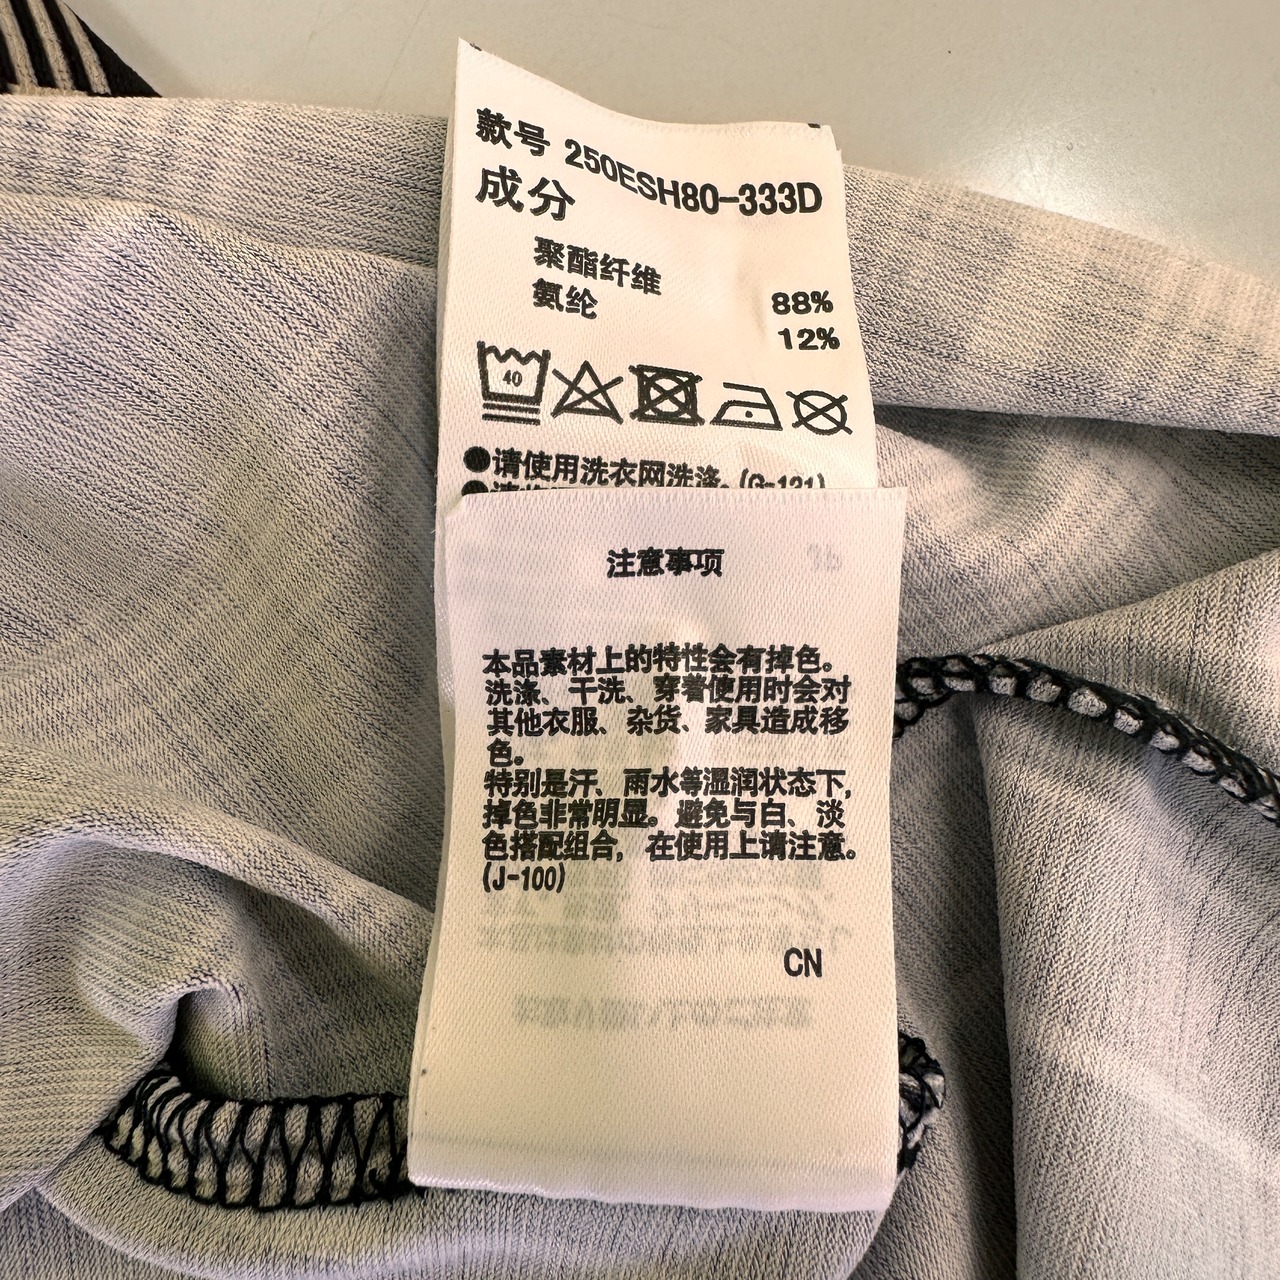 款号 250ESH80-333D
成分
聚酯纤维 88%
氨纶 12%
40
●请使用洗衣网洗涤。(G-121)
注意事项
本品素材上的特性会有掉色。
洗涤、干洗、穿着使用时会对
其他衣服、杂货、家具造成移
色。
特别是汗、雨水等湿润状态下,
掉色非常明显。避免与白、淡
色搭配组合, 在使用上请注意。
(J-100)
CN